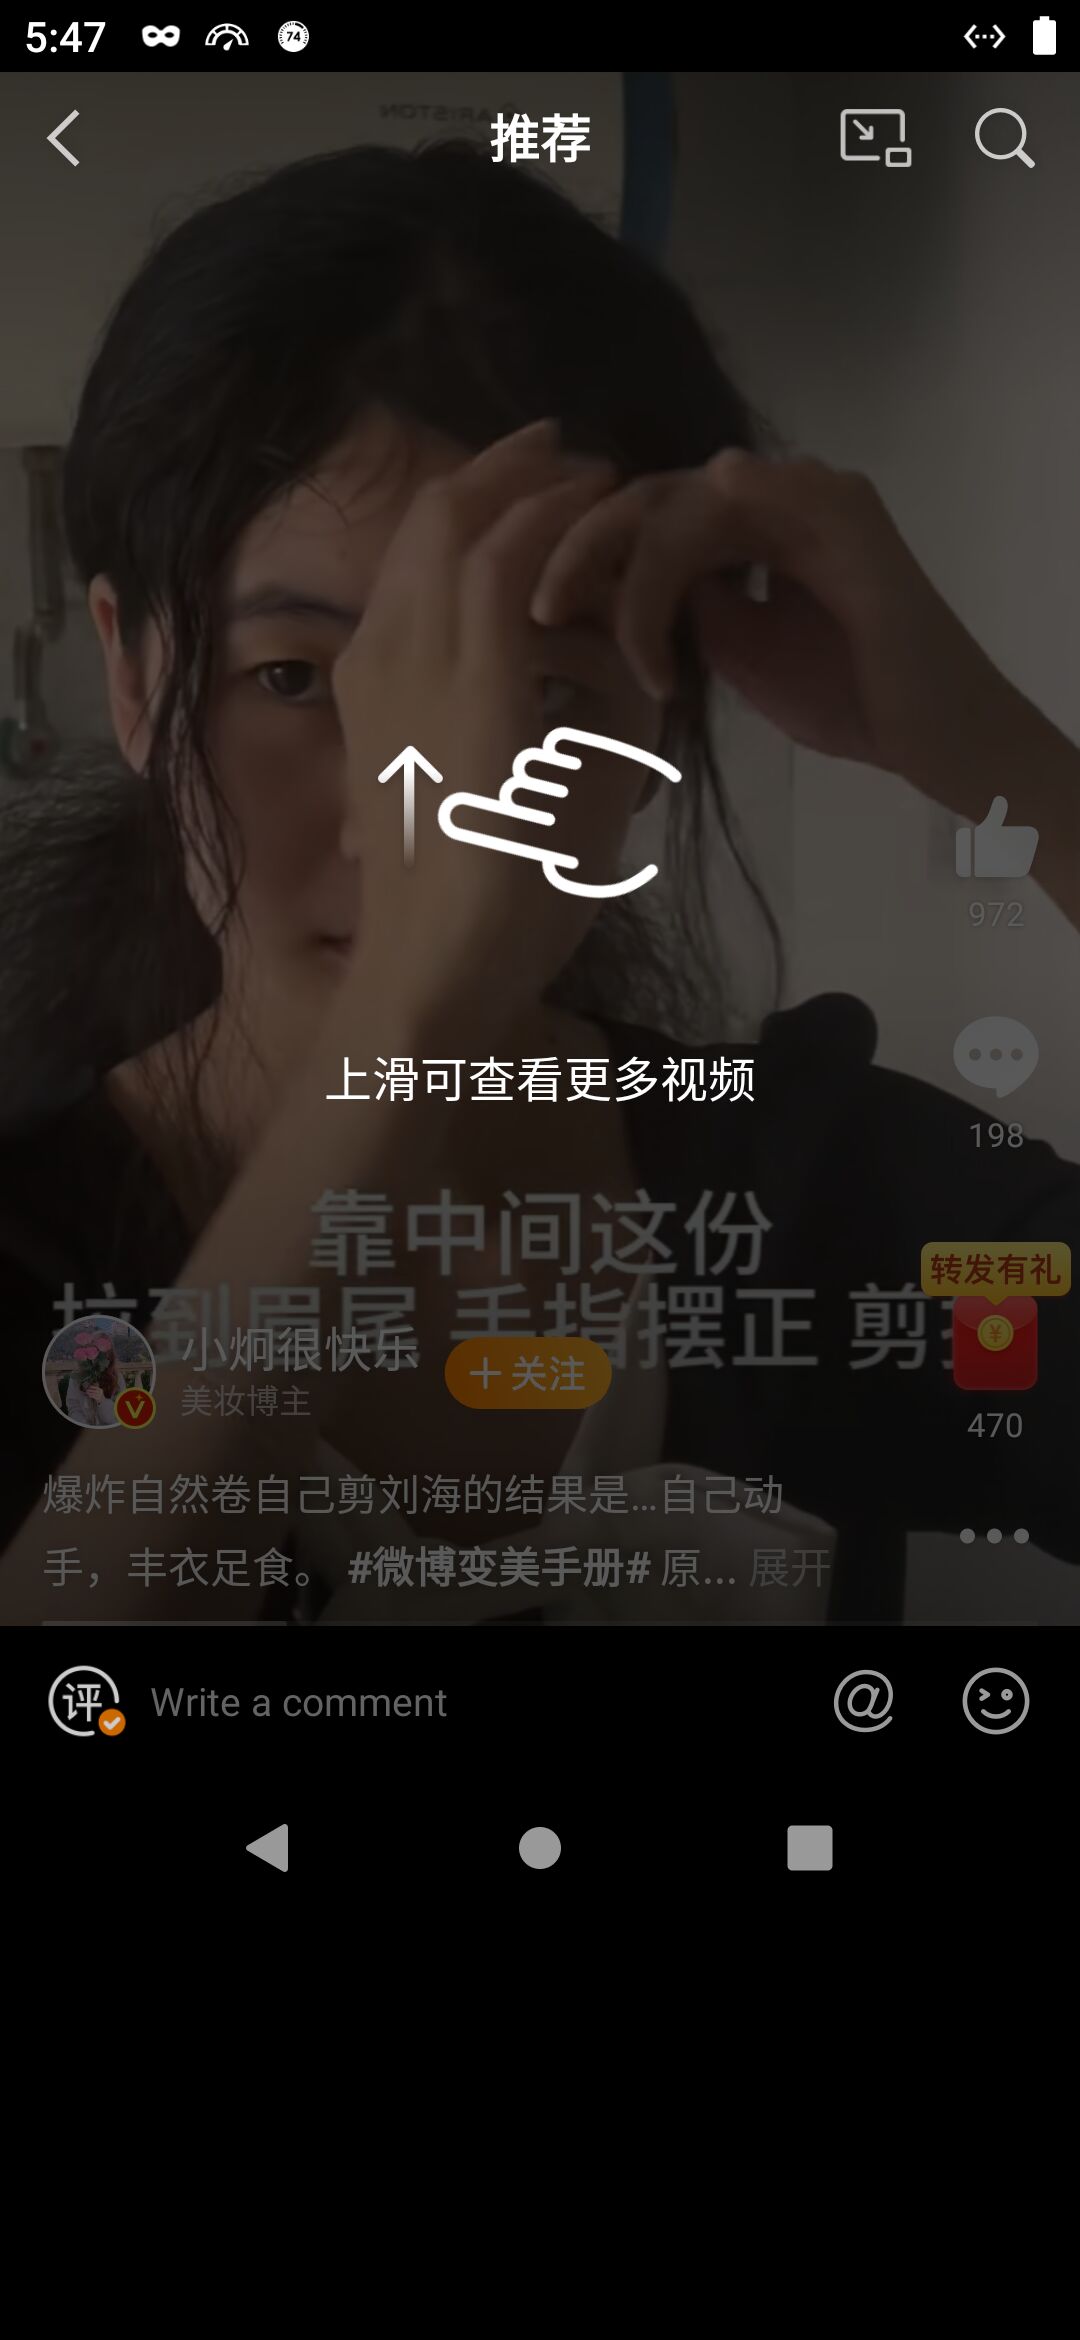 5:47
74
ARISTON
推荐
972
上滑可查看更多视频
198
靠中间这份
转发有礼
拉到眉尾 手指摆正 剪
小炯很快乐
关注
美妆博主
470
爆炸自然卷自己剪刘海的结果是...自己动
手，丰衣足食。 #微博变美手册# 原... 展开
评 Write a comment